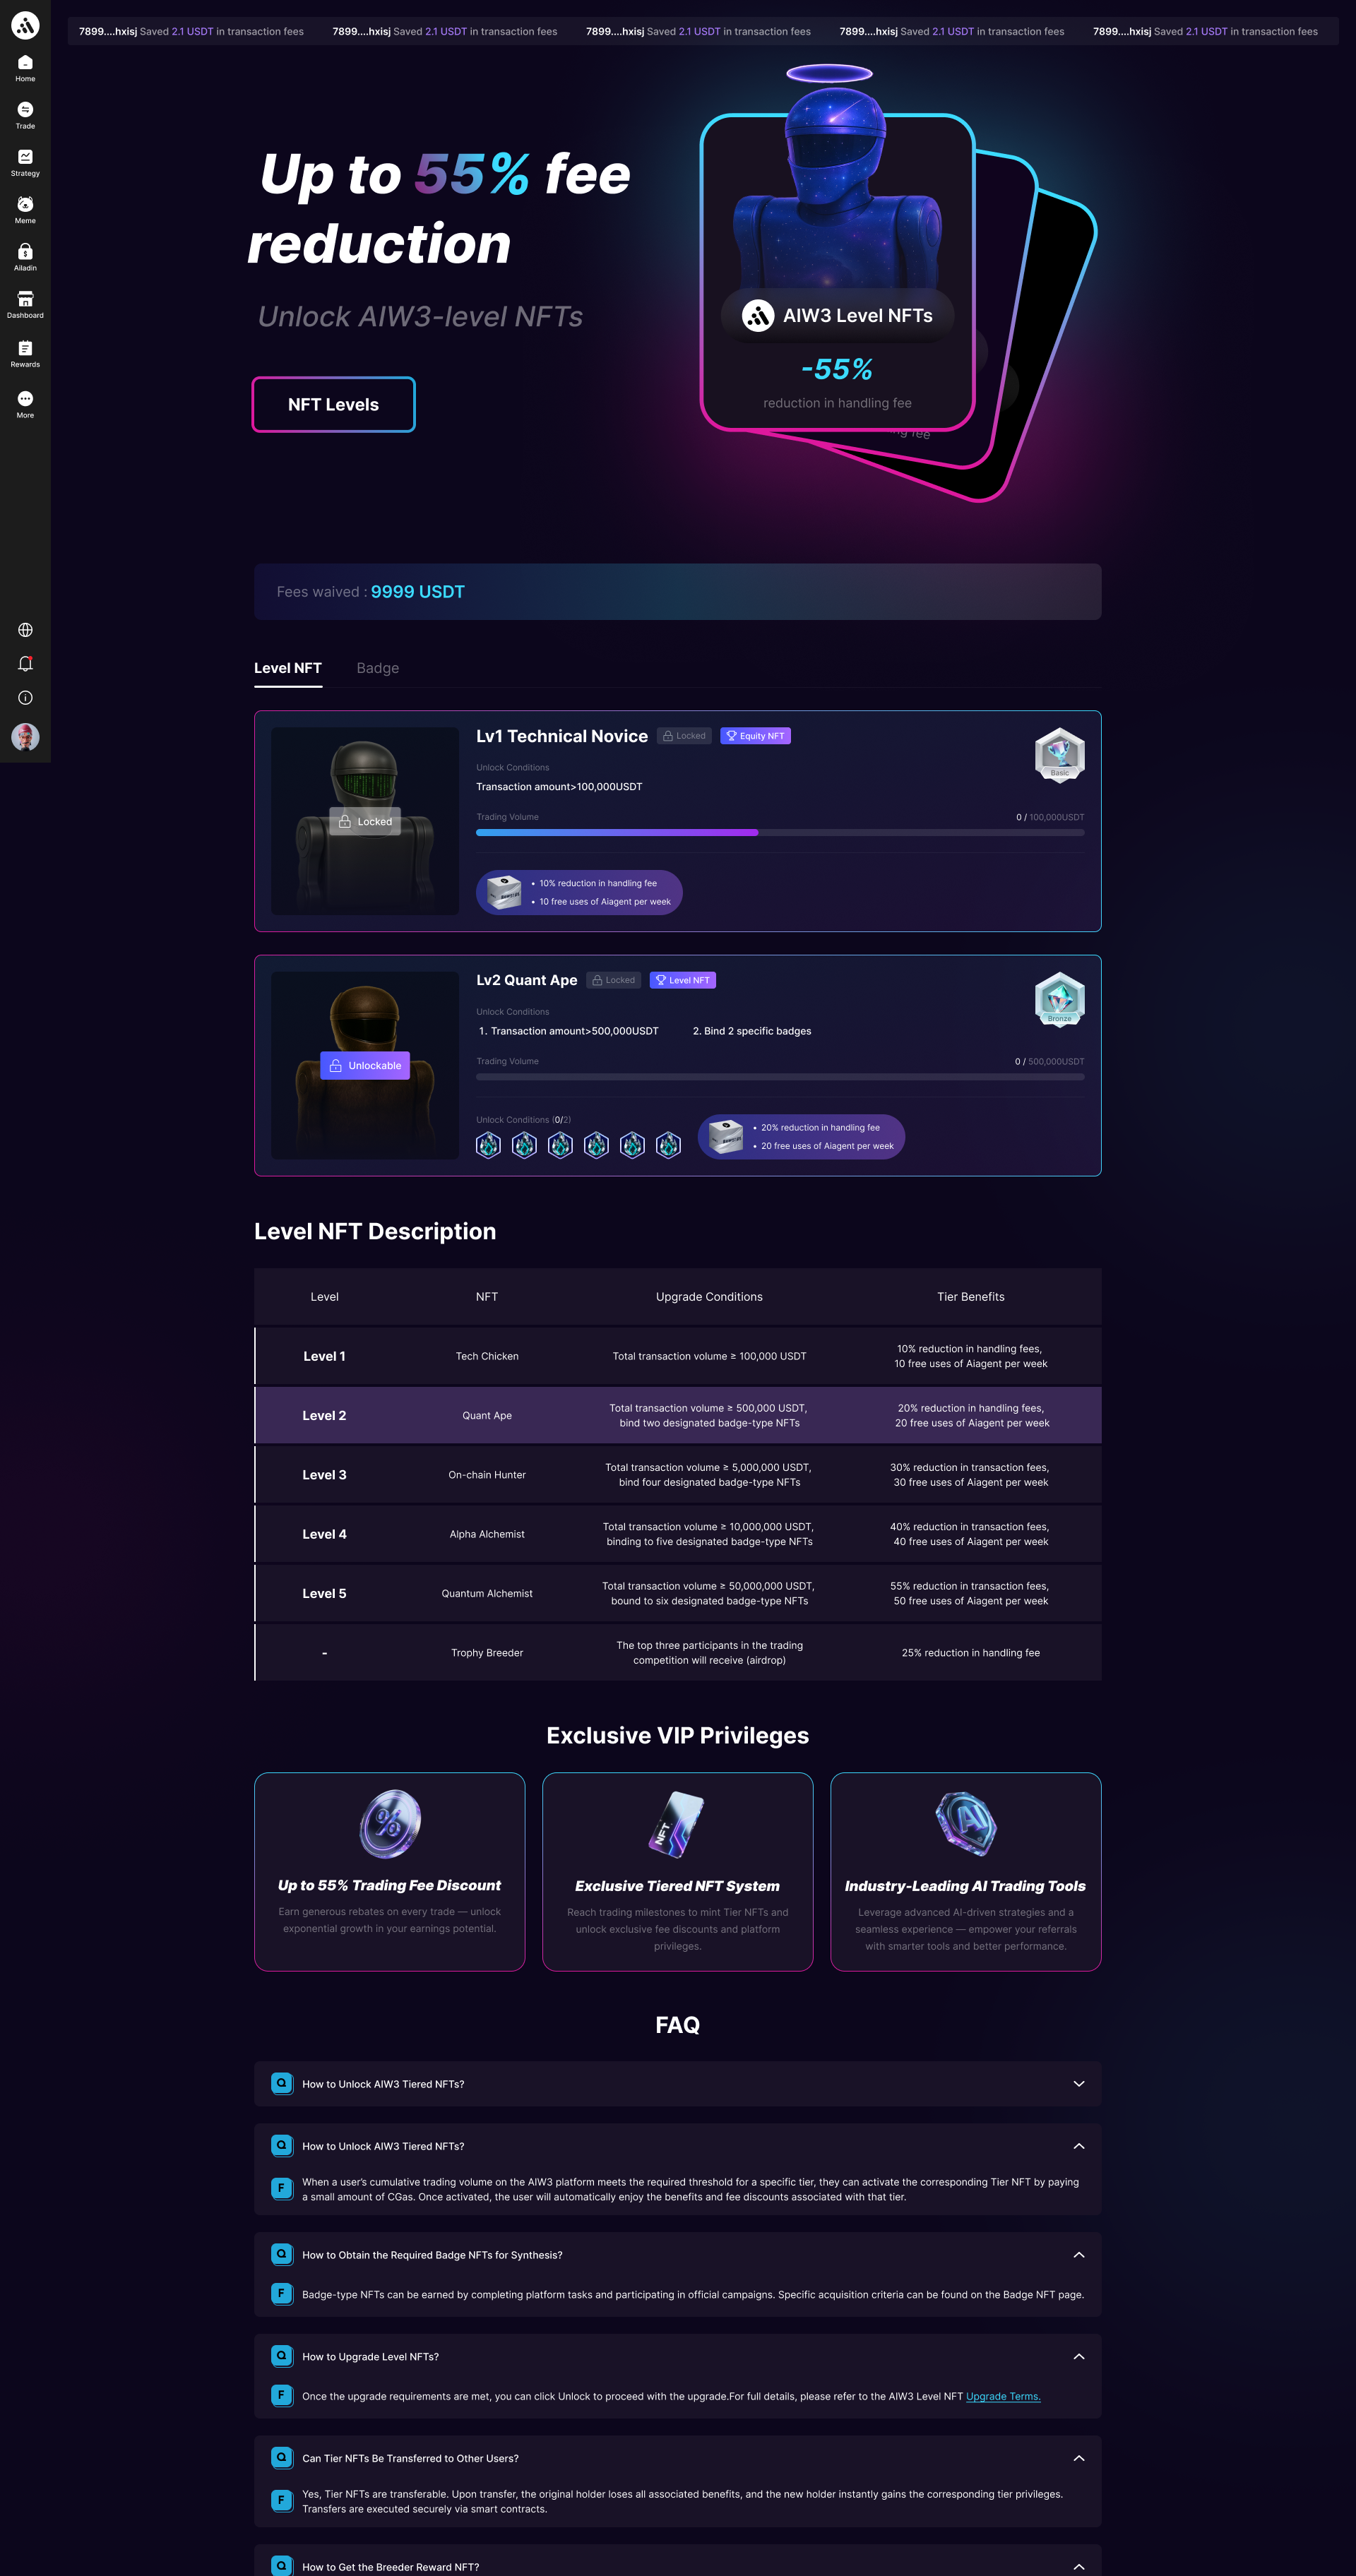 7899....hxisj Saved 2.1 USDT in transaction fees
7899....hxisj Saved 2.1 USDT in transaction fees
7899....hxisj Saved 2.1 USDT in transaction fees
7899....hxisj Saved 2.1 USDT in transaction fees
7899....hxisj Saved 2.1 USDT in transaction fees
Home
Trade
Strategy
Meme
Ailadin
Dashboard
Rewards
More
Up to 55% fee
reduction
Unlock AIW3-level NFTs
NFT Levels
AIW3 Level NFTs
-55%
reduction in handling fee
fee
Fees waived : 9999 USDT
Level NFT
Badge
Locked
Lv1 Technical Novice
Locked
Equity NFT
Unlock Conditions
Transaction amount>100,000USDT
Trading Volume
0 / 100,000USDT
• 10% reduction in handling fee
• 10 free uses of Aiagent per week
Basic
Unlockable
Lv2 Quant Ape
Locked
Level NFT
Unlock Conditions
1. Transaction amount>500,000USDT
2. Bind 2 specific badges
Trading Volume
0 / 500,000USDT
Unlock Conditions (0/2)
• 20% reduction in handling fee
• 20 free uses of Aiagent per week
Bronze
Level NFT Description
Level
NFT
Upgrade Conditions
Tier Benefits
Level 1
Tech Chicken
Total transaction volume ≥ 100,000 USDT
10% reduction in handling fees,
10 free uses of Aiagent per week
Level 2
Quant Ape
Total transaction volume ≥ 500,000 USDT,
bind two designated badge-type NFTs
20% reduction in handling fees,
20 free uses of Aiagent per week
Level 3
On-chain Hunter
Total transaction volume ≥ 5,000,000 USDT,
bind four designated badge-type NFTs
30% reduction in transaction fees,
30 free uses of Aiagent per week
Level 4
Alpha Alchemist
Total transaction volume ≥ 10,000,000 USDT,
binding to five designated badge-type NFTs
40% reduction in transaction fees,
40 free uses of Aiagent per week
Level 5
Quantum Alchemist
Total transaction volume ≥ 50,000,000 USDT,
bound to six designated badge-type NFTs
55% reduction in transaction fees,
50 free uses of Aiagent per week
-
Trophy Breeder
The top three participants in the trading
competition will receive (airdrop)
25% reduction in handling fee
Exclusive VIP Privileges
%
Up to 55% Trading Fee Discount
Earn generous rebates on every trade — unlock
exponential growth in your earnings potential.
NFT
Exclusive Tiered NFT System
Reach trading milestones to mint Tier NFTs and
unlock exclusive fee discounts and platform
privileges.
AI
Industry-Leading AI Trading Tools
Leverage advanced AI-driven strategies and a
seamless experience — empower your referrals
with smarter tools and better performance.
FAQ
Q How to Unlock AIW3 Tiered NFTs?
Q How to Unlock AIW3 Tiered NFTs?
F When a user's cumulative trading volume on the AIW3 platform meets the required threshold for a specific tier, they can activate the corresponding Tier NFT by paying
a small amount of CGas. Once activated, the user will automatically enjoy the benefits and fee discounts associated with that tier.
Q How to Obtain the Required Badge NFTs for Synthesis?
F Badge-type NFTs can be earned by completing platform tasks and participating in official campaigns. Specific acquisition criteria can be found on the Badge NFT page.
Q How to Upgrade Level NFTs?
F Once the upgrade requirements are met, you can click Unlock to proceed with the upgrade.For full details, please refer to the AIW3 Level NFT Upgrade Terms.
Q Can Tier NFTs Be Transferred to Other Users?
F Yes, Tier NFTs are transferable. Upon transfer, the original holder loses all associated benefits, and the new holder instantly gains the corresponding tier privileges.
Transfers are executed securely via smart contracts.
Q How to Get the Breeder Reward NFT?